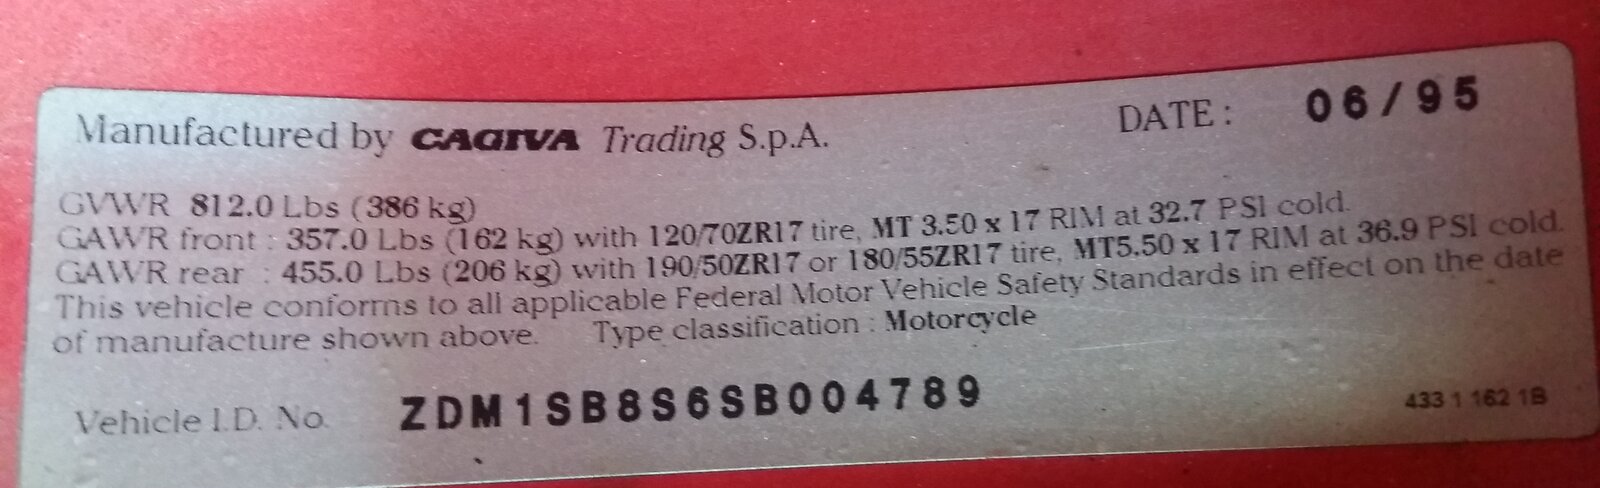 Manufactured by CAGIVA Trading S.p.A. DATE : 06/95
GVWR 812.0 Lbs (386 kg)
GAWR front : 357.0 Lbs (162 kg) with 120/70ZR17 tire, MT 3.50 x 17 RIM at 32.7 PSI cold.
GAWR rear : 455.0 Lbs (206 kg) with 190/50ZR17 or 180/55ZR17 tire, MT5.50 x 17 RIM at 36.9 PSI cold.
This vehicle conforms to all applicable Federal Motor Vehicle Safety Standards in effect on the date
of manufacture shown above. Type classification : Motorcycle
Vehicle I.D. No. ZDM1SB8S6SB004789 433 1 162 1B